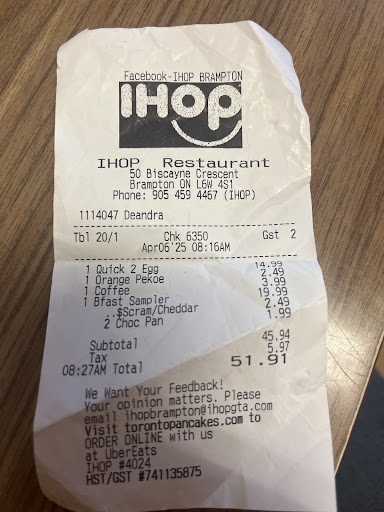 Facebook-IHOP BRAMPTON
IHOP
IHOP Restaurant
50 Biscayne Crescent
Brampton ON L6W 4S1
Phone: 905 459 4467 (IHOP)
1114047 Deandra
Tbl 20/1 Chk 6350 Gst 2
Apr06'25 08:16AM
1 Quick 2 Egg 14.99
1 Orange Pekoe 2.49
1 Coffee 3.99
1 Bfast Sampler 19.99
..$Scram/Cheddar 2.49
2 Choc Pan 1.99
Subtotal 45.94
Tax 5.97
08:27AM Total 51.91
We Want Your Feedback!
Your opinion matters. Please
email ihopbrampton@ihopgta.com
Visit torontopancakes.com to
ORDER ONLINE with us
at UberEats
IHOP #4024
HST/GST #741135875